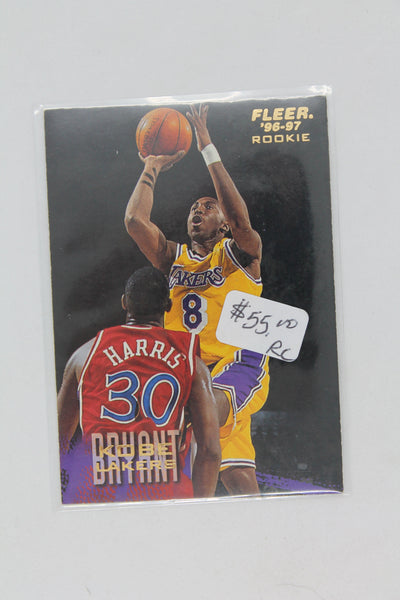 FLEER.
'96-97
ROOKIE
LAKERS
8
$55.00
RC
HARRIS
30
BRYANT
KOBE
LAKERS